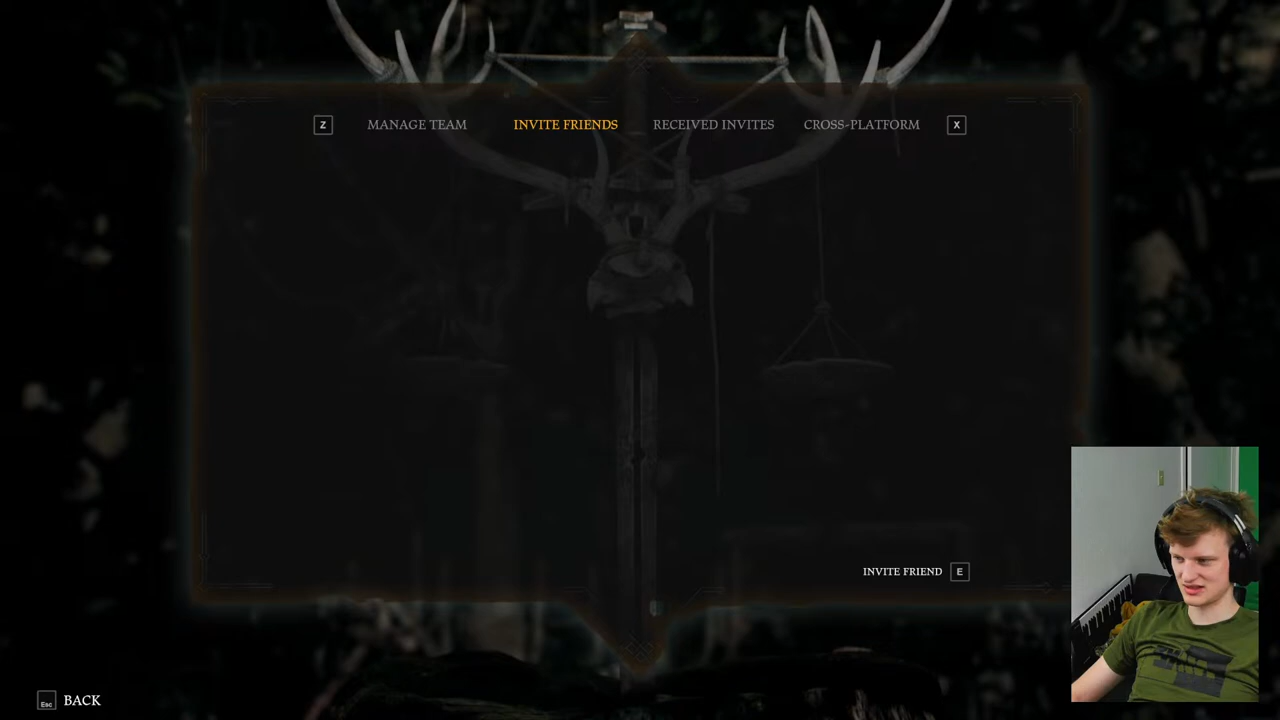 Z MANAGE TEAM INVITE FRIENDS RECEIVED INVITES CROSS-PLATFORM X
INVITE FRIEND E
Esc BACK